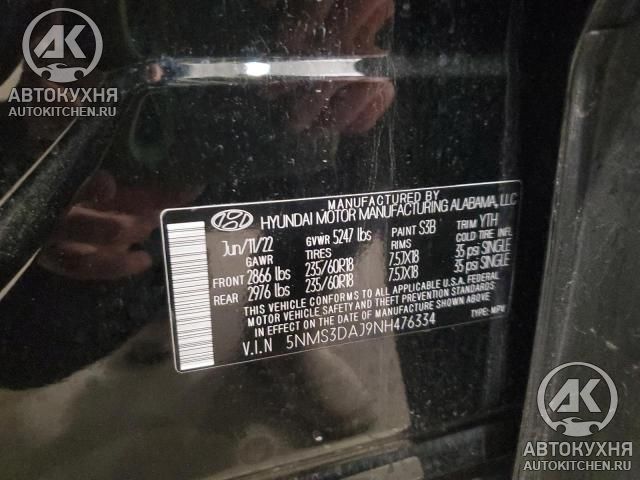 АК
АВТОКУХНЯ
AUTOKITCHEN.RU
MANUFACTURED BY
HYUNDAI MOTOR MANUFACTURING ALABAMA, LLC
Jun/11/22 GVWR 5247 lbs PAINT S3B TRIM YTH
GAWR TIRES RIMS COLD TIRE INFL.
FRONT 2866 lbs 235/60R18 7.5JX18 35 psi SINGLE
REAR 2976 lbs 235/60R18 7.5JX18 35 psi SINGLE
THIS VEHICLE CONFORMS TO ALL APPLICABLE U.S.A. FEDERAL
MOTOR VEHICLE SAFETY AND THEFT PREVENTION STANDARDS
IN EFFECT ON THE DATE OF MANUFACTURE SHOWN ABOVE.
V.I.N 5NMS3DAJ9NH476334 TYPE: MPV
АК
АВТОКУХНЯ
AUTOKITCHEN.RU